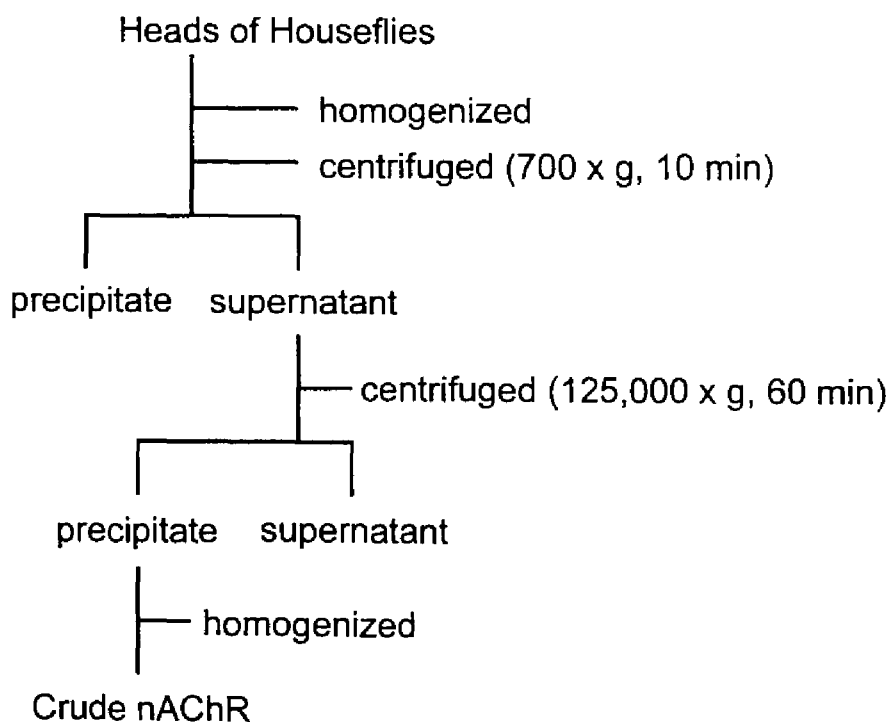 Heads of Houseflies
homogenized
centrifuged (700 x g, 10 min)
precipitate supernatant
centrifuged (125,000 x g, 60 min)
precipitate supernatant
homogenized
Crude nAChR